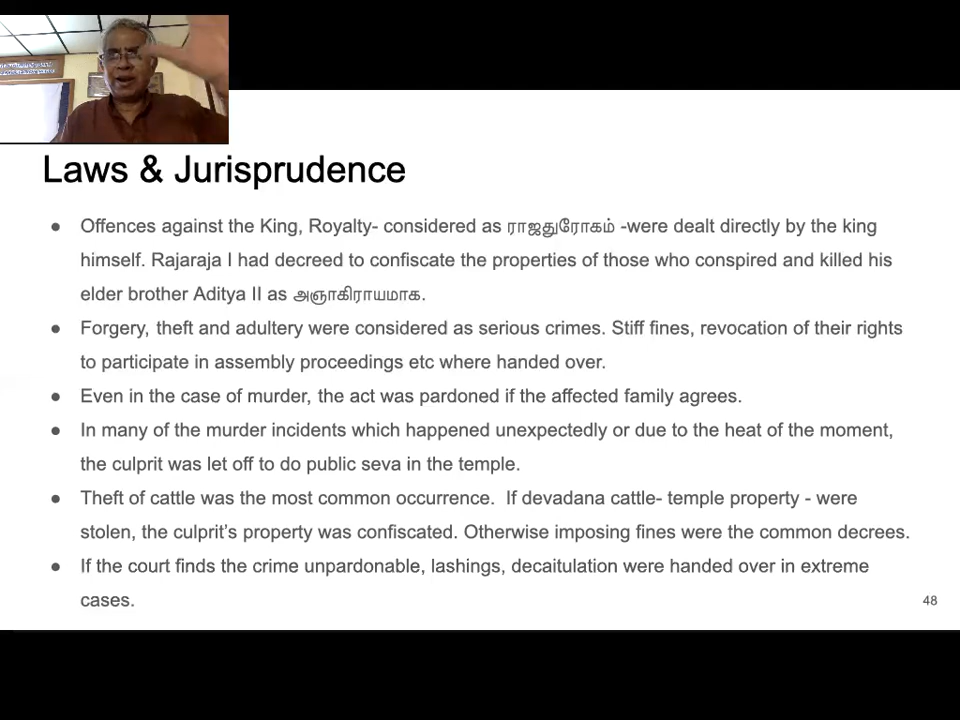 Laws & Jurisprudence
● Offences against the King, Royalty- considered as ராஜதுரோகம் -were dealt directly by the king
himself. Rajaraja I had decreed to confiscate the properties of those who conspired and killed his
elder brother Aditya II as அஞாகிராயமாக.
● Forgery, theft and adultery were considered as serious crimes. Stiff fines, revocation of their rights
to participate in assembly proceedings etc where handed over.
● Even in the case of murder, the act was pardoned if the affected family agrees.
● In many of the murder incidents which happened unexpectedly or due to the heat of the moment,
the culprit was let off to do public seva in the temple.
● Theft of cattle was the most common occurrence.  If devadana cattle- temple property - were
stolen, the culprit's property was confiscated. Otherwise imposing fines were the common decrees.
● If the court finds the crime unpardonable, lashings, decaitulation were handed over in extreme
cases.
48